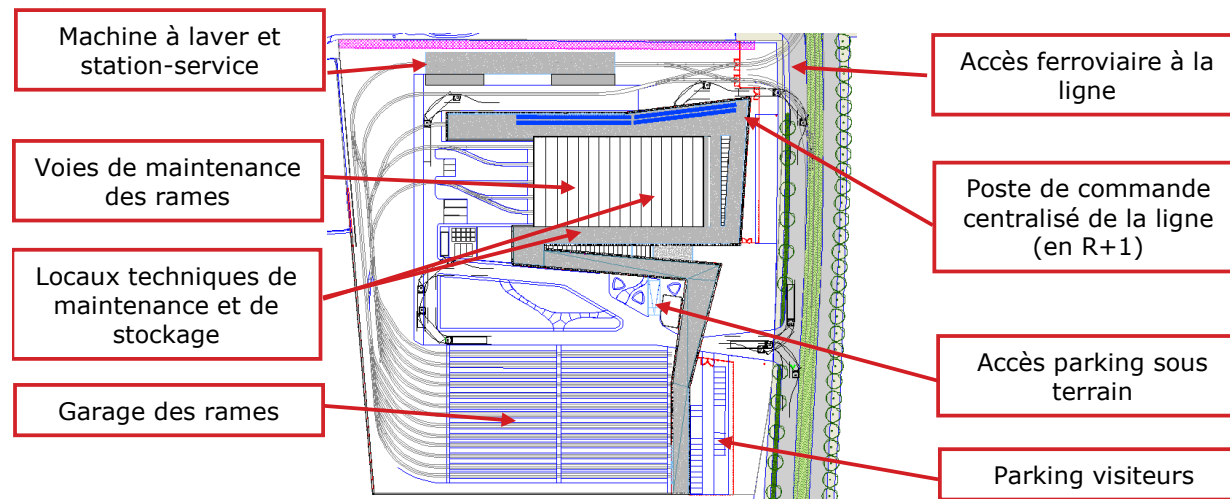 Machine à laver et
station-service
Voies de maintenance
des rames
Locaux techniques de
maintenance et de
stockage
Garage des rames
Accès ferroviaire à la
ligne
Poste de commande
centralisé de la ligne
(en R+1)
Accès parking sous
terrain
Parking visiteurs